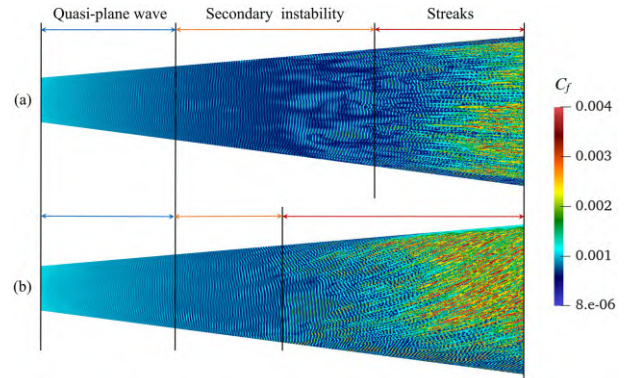 Quasi-plane wave Secondary instability Streaks
(a)
(b)
C_f
0.004
0.003
0.002
0.001
8.e-06